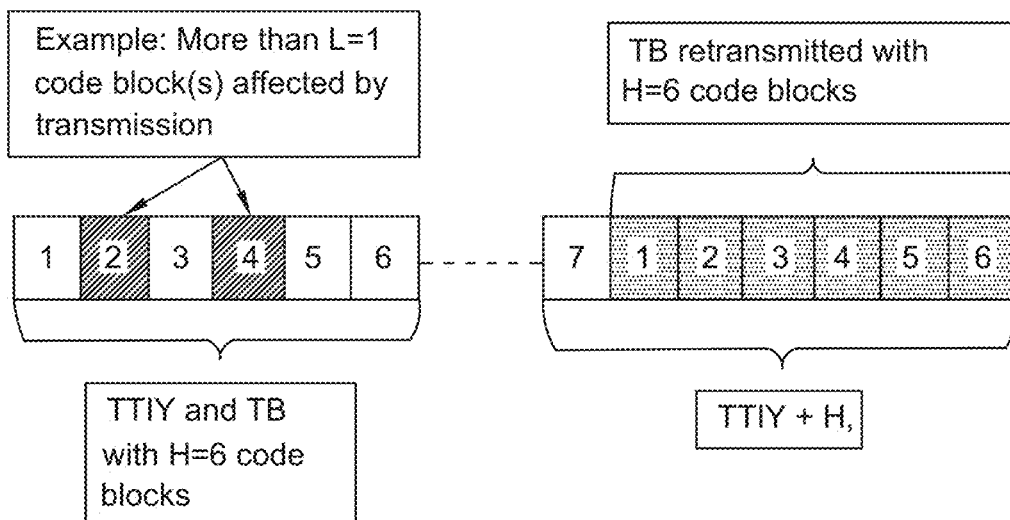 Example: More than L=1
code block(s) affected by
transmission
TB retransmitted with
H=6 code blocks
1 2 3 4 5 6
7 1 2 3 4 5 6
TTIY and TB
with H=6 code
blocks
TTIY + H,